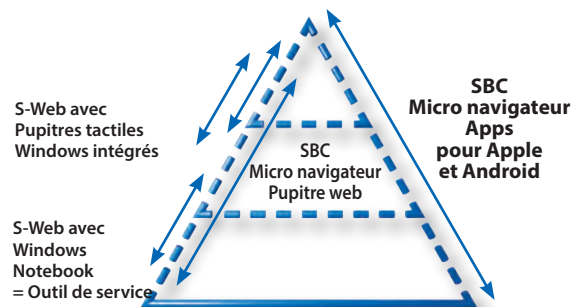 S-Web avec
Pupitres tactiles
Windows intégrés
SBC
Micro navigateur
Apps
pour Apple
et Android
SBC
Micro navigateur
Pupitre web
S-Web avec
Windows
Notebook
= Outil de service